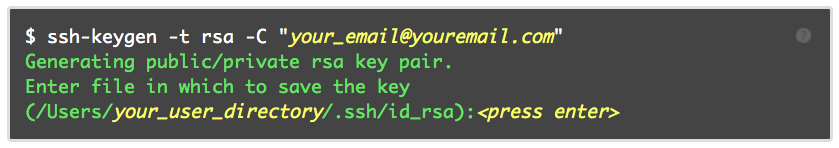 $ ssh-keygen -t rsa -C "your_email@youremail.com"
Generating public/private rsa key pair.
Enter file in which to save the key
(/Users/your_user_directory/.ssh/id_rsa):<press enter>